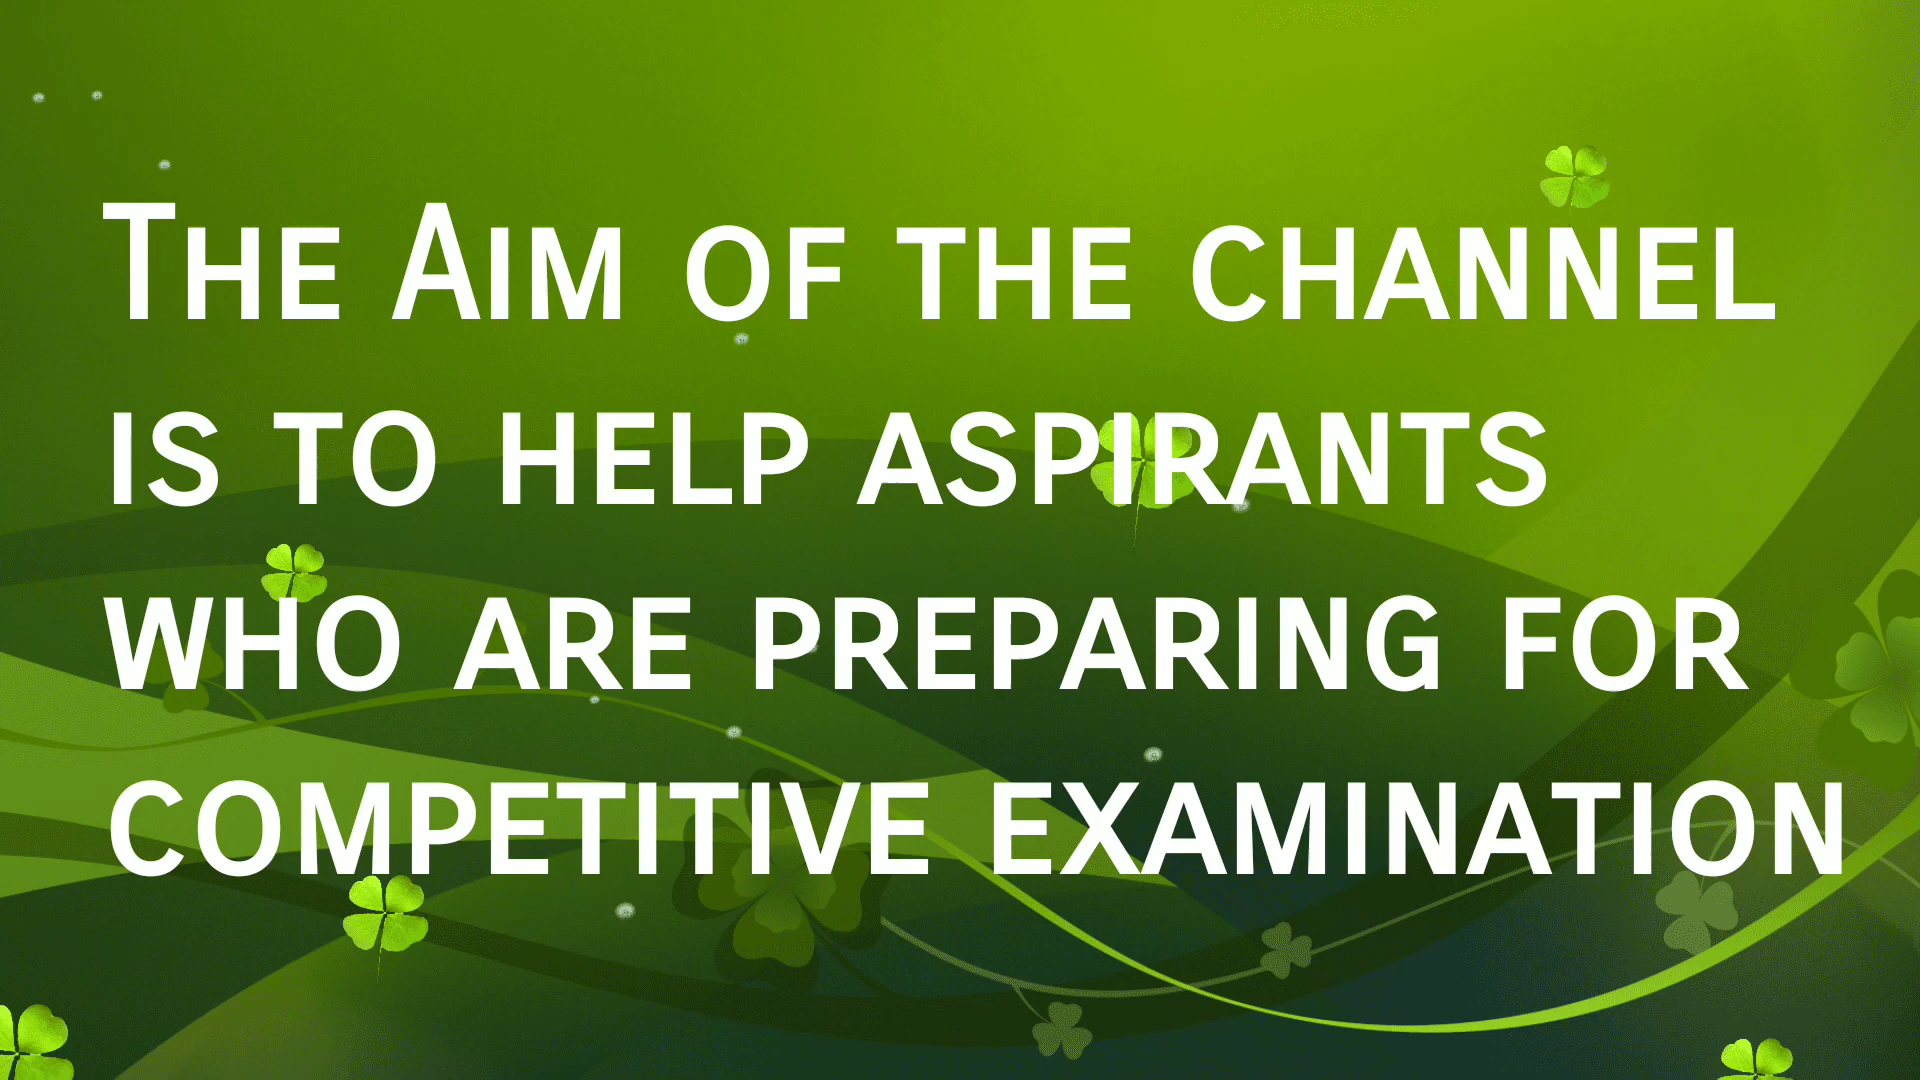 The Aim of the channel
is to help aspirants
who are preparing for
competitive examination